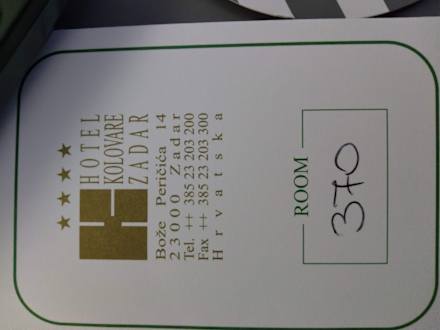 HOTEL
KOLOVARE
ZADAR
Bože Peričića 14
23000 Zadar
Tel. ++ 385 23 203 200
Fax ++ 385 23 203 300
Hrvatska
ROOM
370